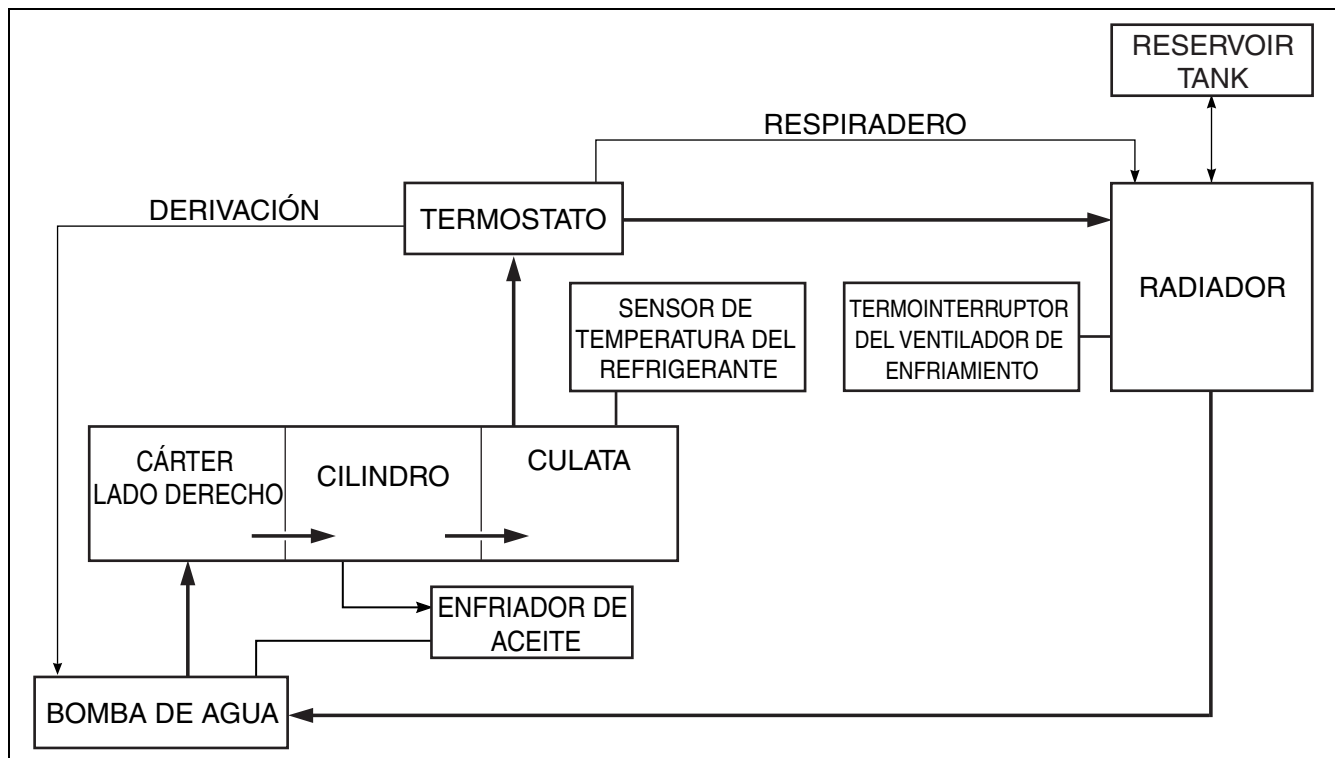 RESERVOIR
TANK
RESPIRADERO
DERIVACIÓN
TERMOSTATO
RADIADOR
SENSOR DE
TEMPERATURA DEL
REFRIGERANTE
TERMOINTERRUPTOR
DEL VENTILADOR DE
ENFRIAMIENTO
CÁRTER
LADO DERECHO
CILINDRO
CULATA
ENFRIADOR DE
ACEITE
BOMBA DE AGUA